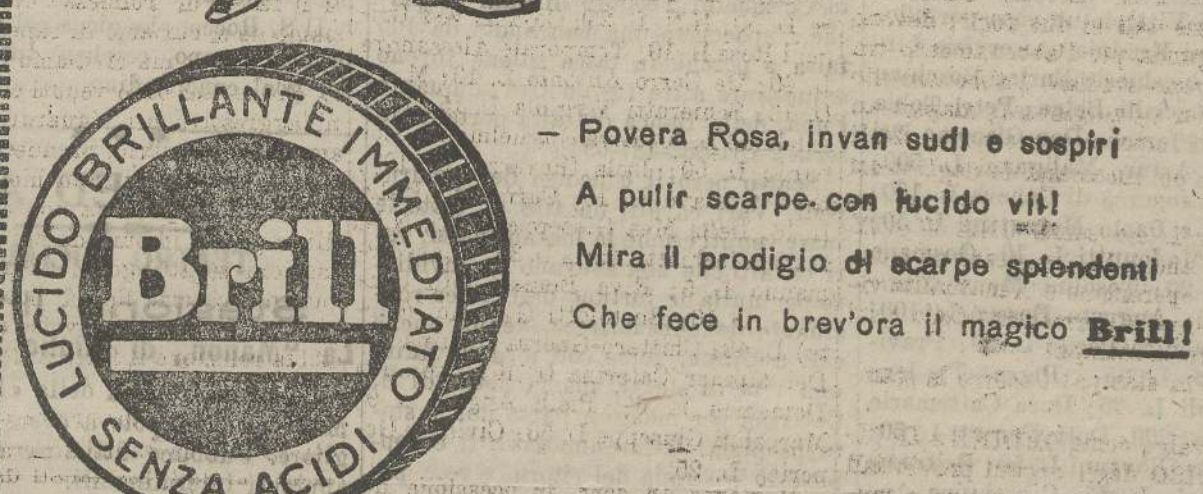 LUCIDO BRILLANTE IMMEDIATO
Brill
SENZA ACIDI
– Povera Rosa, invan sudi e sospiri
A pulir scarpe con lucido vil!
Mira il prodigio di scarpe splendenti
Che fece in brev'ora il magico Brill!